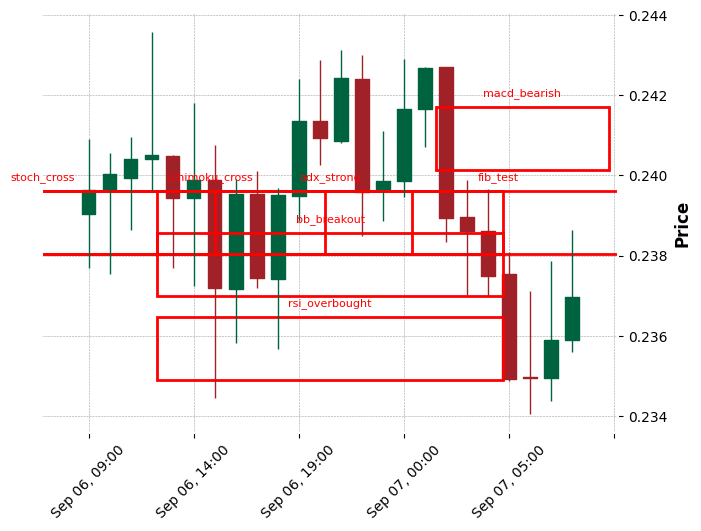 0.244
macd_bearish
0.242
stoch_cross
adx_strong
fib_test
0.240
bb_breakout
Price
0.238
rsi_overbought
0.236
0.234
Sep 06, 09:00
Sep 06, 14:00
Sep 06, 19:00
Sep 07, 00:00
Sep 07, 05:00